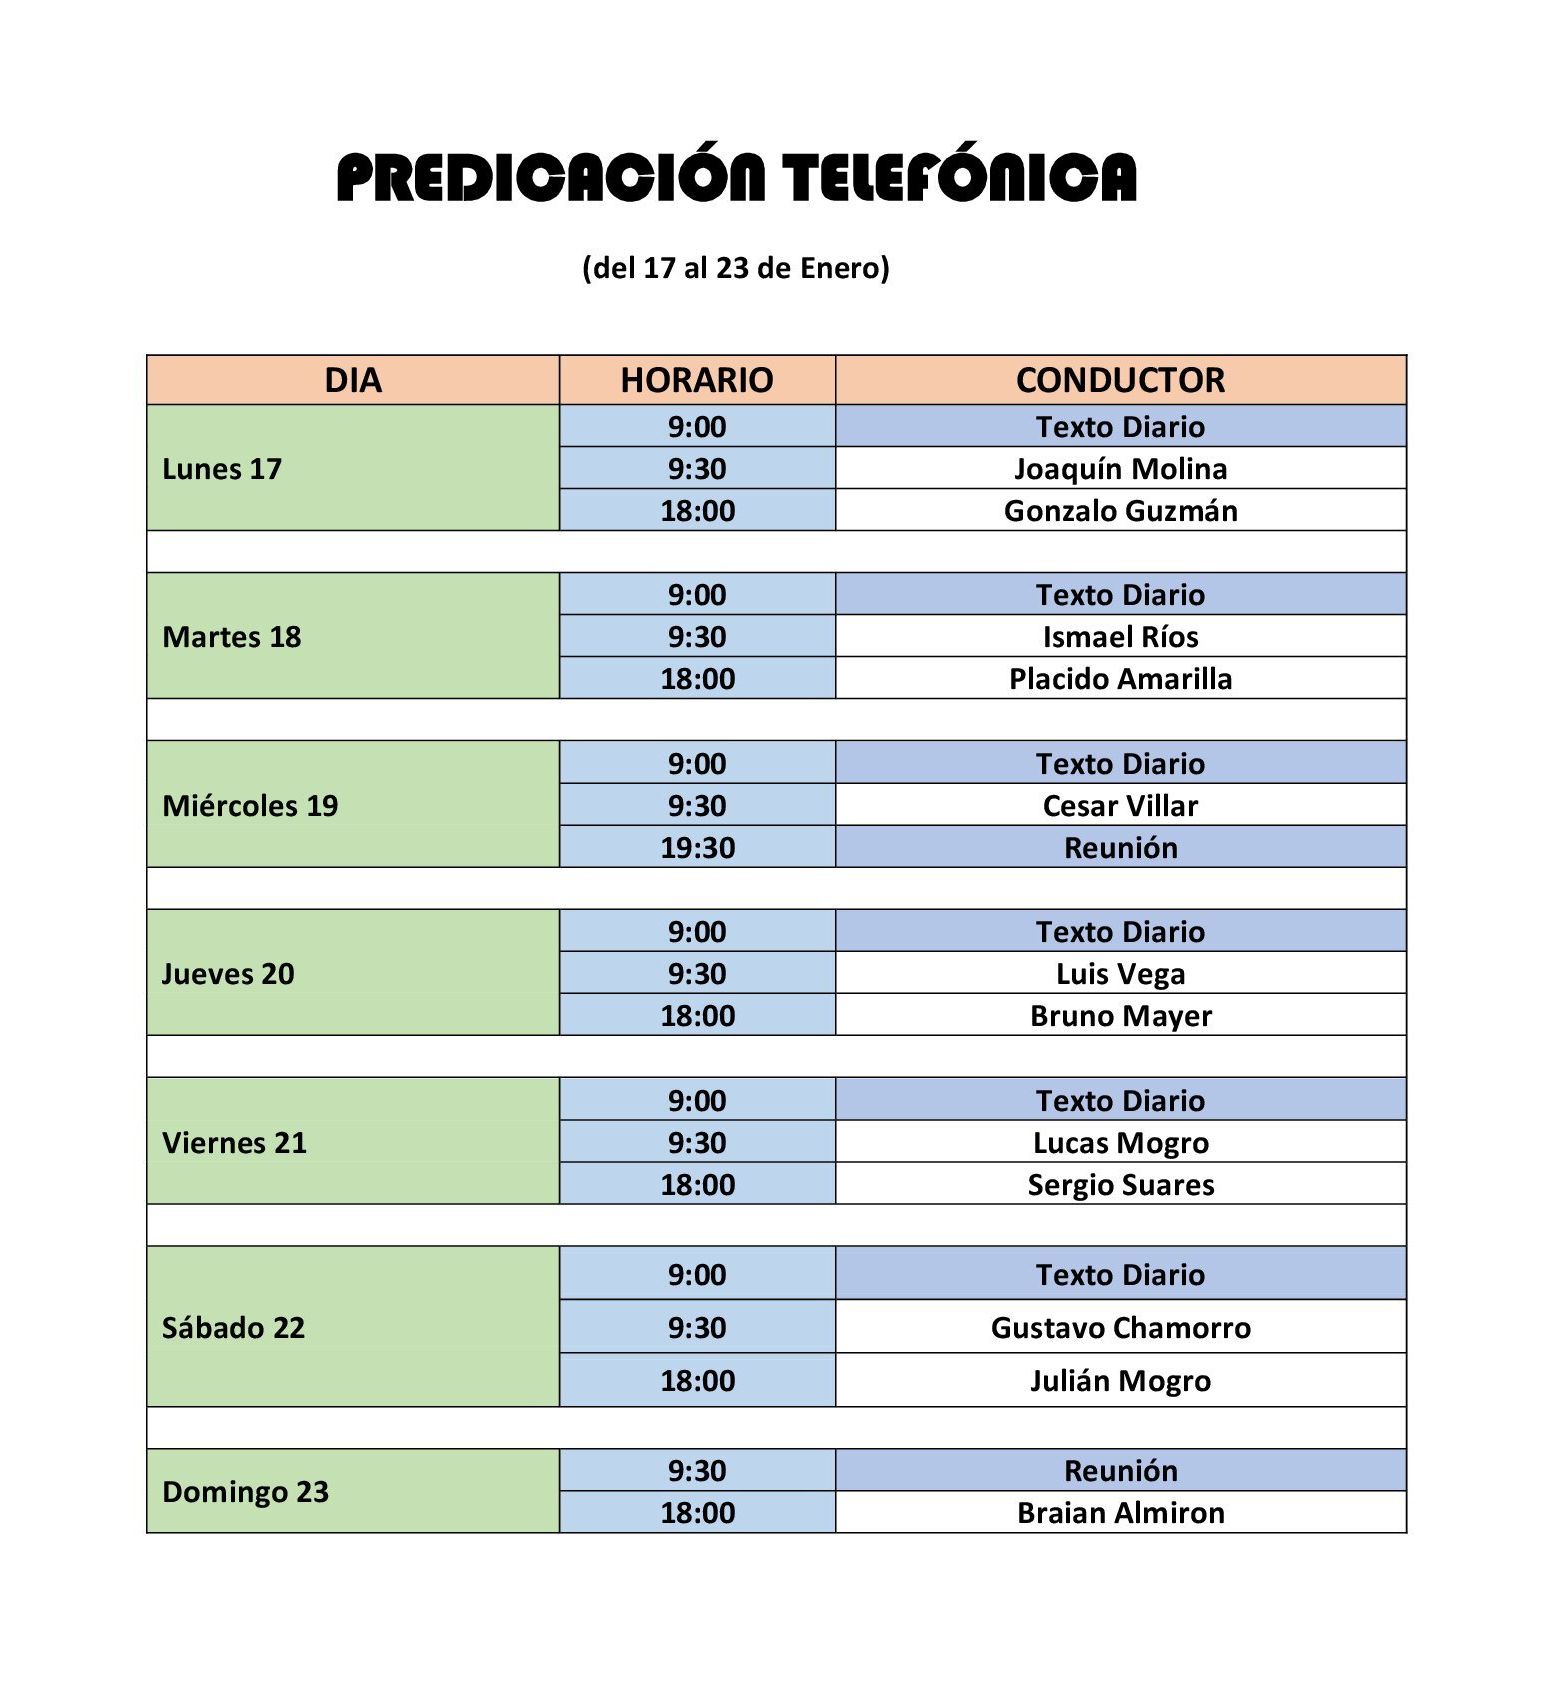 PREDICACIÓN TELEFÓNICA
(del 17 al 23 de Enero)
DIA HORARIO CONDUCTOR
Lunes 17
9:00 Texto Diario
9:30 Joaquín Molina
18:00 Gonzalo Guzmán
Martes 18
9:00 Texto Diario
9:30 Ismael Ríos
18:00 Placido Amarilla
Miércoles 19
9:00 Texto Diario
9:30 Cesar Villar
19:30 Reunión
Jueves 20
9:00 Texto Diario
9:30 Luis Vega
18:00 Bruno Mayer
Viernes 21
9:00 Texto Diario
9:30 Lucas Mogro
18:00 Sergio Suares
Sábado 22
9:00 Texto Diario
9:30 Gustavo Chamorro
18:00 Julián Mogro
Domingo 23
9:30 Reunión
18:00 Braian Almiron